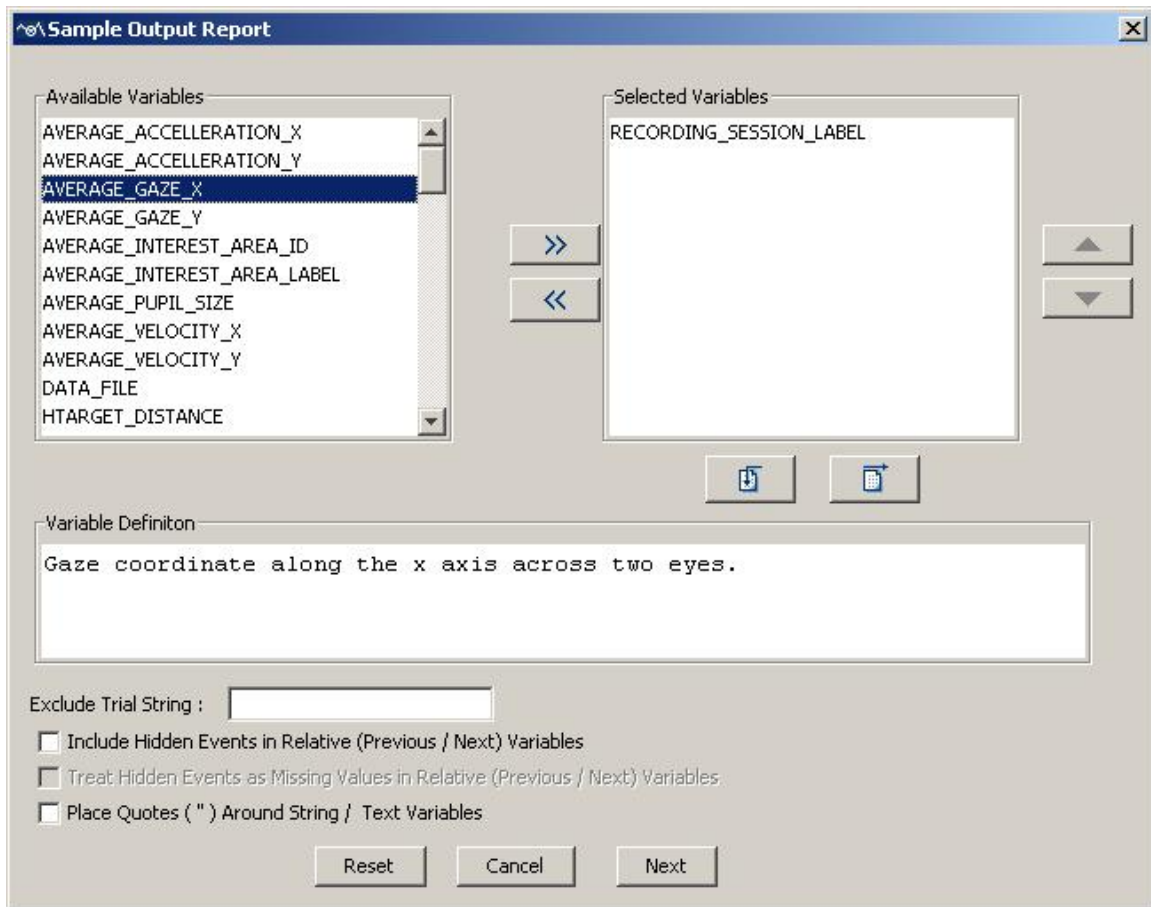 Sample Output Report
Available Variables
AVERAGE_ACCELLERATION_X
AVERAGE_ACCELLERATION_Y
AVERAGE_GAZE_X
AVERAGE_GAZE_Y
AVERAGE_INTEREST_AREA_ID
AVERAGE_INTEREST_AREA_LABEL
AVERAGE_PUPIL_SIZE
AVERAGE_VELOCITY_X
AVERAGE_VELOCITY_Y
DATA_FILE
HTARGET_DISTANCE
>>
<<
Selected Variables
RECORDING_SESSION_LABEL
Variable Definiton
Gaze coordinate along the x axis across two eyes.
Exclude Trial String :
Include Hidden Events in Relative (Previous / Next) Variables
Treat Hidden Events as Missing Values in Relative (Previous / Next) Variables
Place Quotes ( " ) Around String / Text Variables
Reset Cancel Next